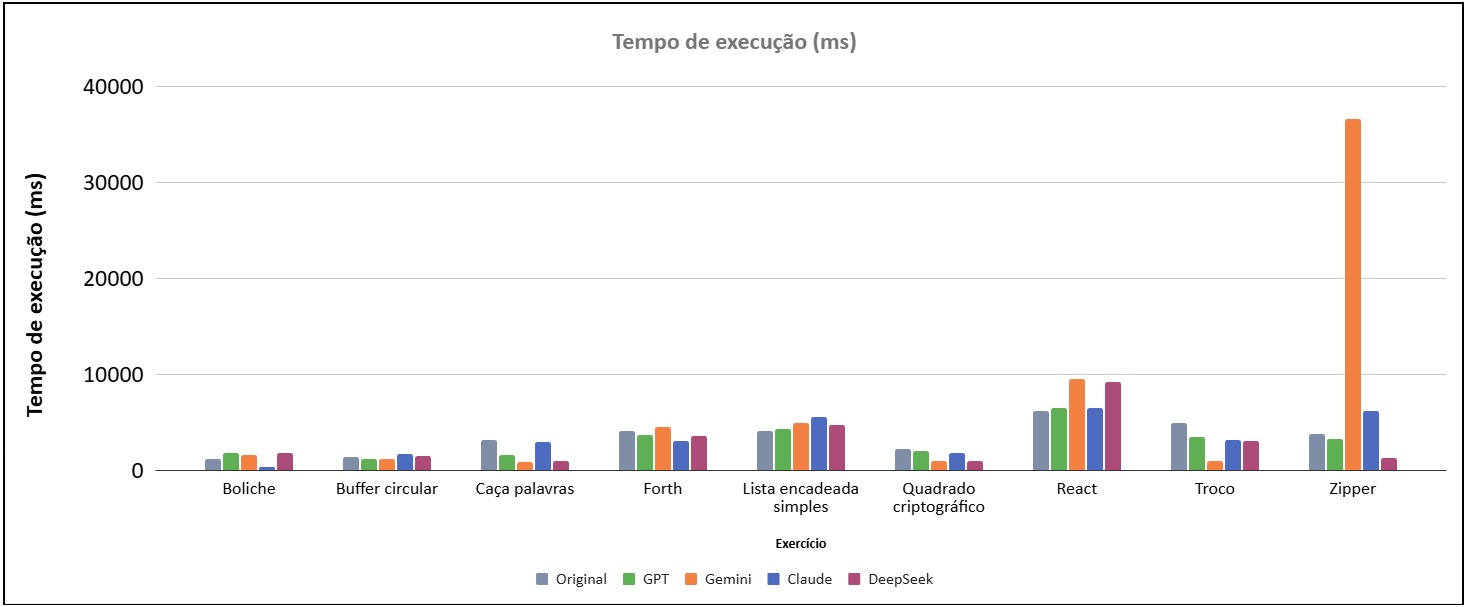 Tempo de execução (ms)
Tempo de execução (ms)
40000
30000
20000
10000
0
Boliche
Buffer circular
Caça palavras
Forth
Lista encadeada
simples
Quadrado
criptográfico
React
Troco
Zipper
Exercício
Original GPT Gemini Claude DeepSeek